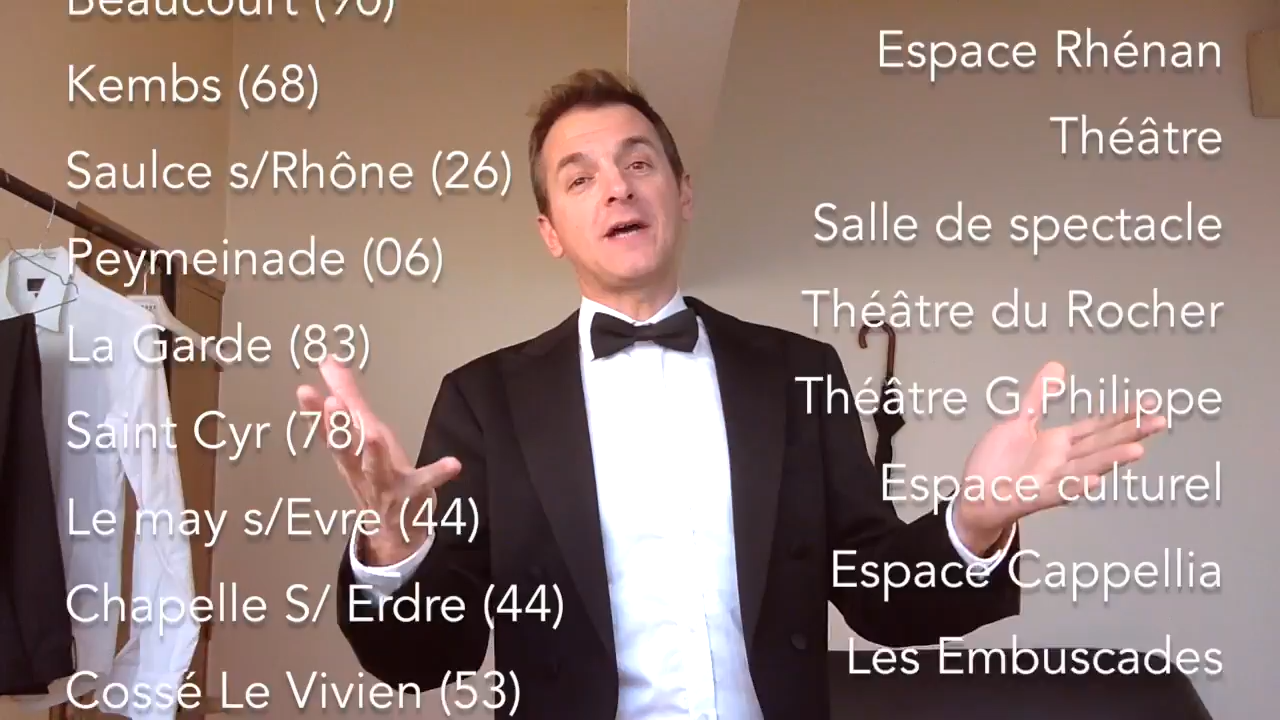 Beaucourt (90)
Kembs (68)
Saulce s/Rhône (26)
Peymeinade (06)
La Garde (83)
Saint Cyr (78)
Le may s/Evre (44)
Chapelle S/ Erdre (44)
Cossé Le Vivien (53)
Espace Rhénan
Théâtre
Salle de spectacle
Théâtre du Rocher
Théâtre G.Philippe
Espace culturel
Espace Cappellia
Les Embuscades